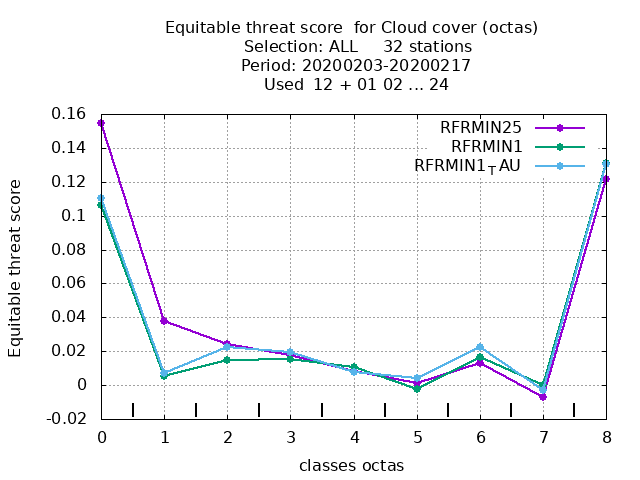 Equitable threat score  for Cloud cover (octas)
Selection: ALL     32 stations
Period: 20200203-20200217
Used  12 + 01 02 ... 24
RFRMIN25
RFRMIN1
RFRMIN1TAU
Equitable threat score
0.16
0.14
0.12
0.1
0.08
0.06
0.04
0.02
0
-0.02
0 1 2 3 4 5 6 7 8
classes octas